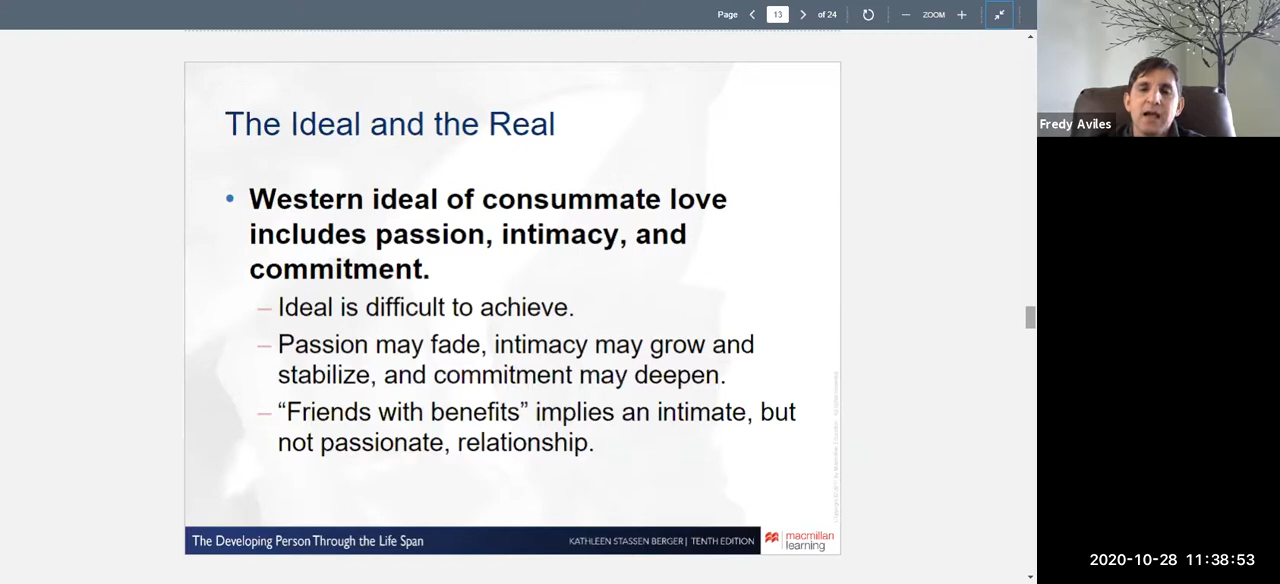 Page 13 of 24 ZOOM
Fredy Aviles
The Ideal and the Real
• Western ideal of consummate love
includes passion, intimacy, and
commitment.
– Ideal is difficult to achieve.
– Passion may fade, intimacy may grow and
stabilize, and commitment may deepen.
– “Friends with benefits” implies an intimate, but
not passionate, relationship.
The Developing Person Through the Life Span
KATHLEEN STASSEN BERGER | TENTH EDITION
macmillan
learning
2020-10-28 11:38:53